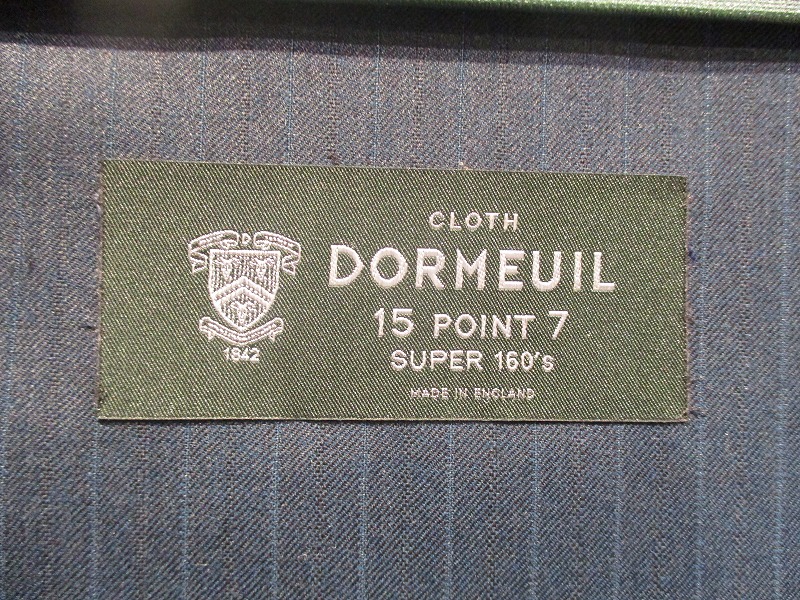 D
1842
CLOTH
DORMEUIL
15 POINT 7
SUPER 160's
MADE IN ENGLAND